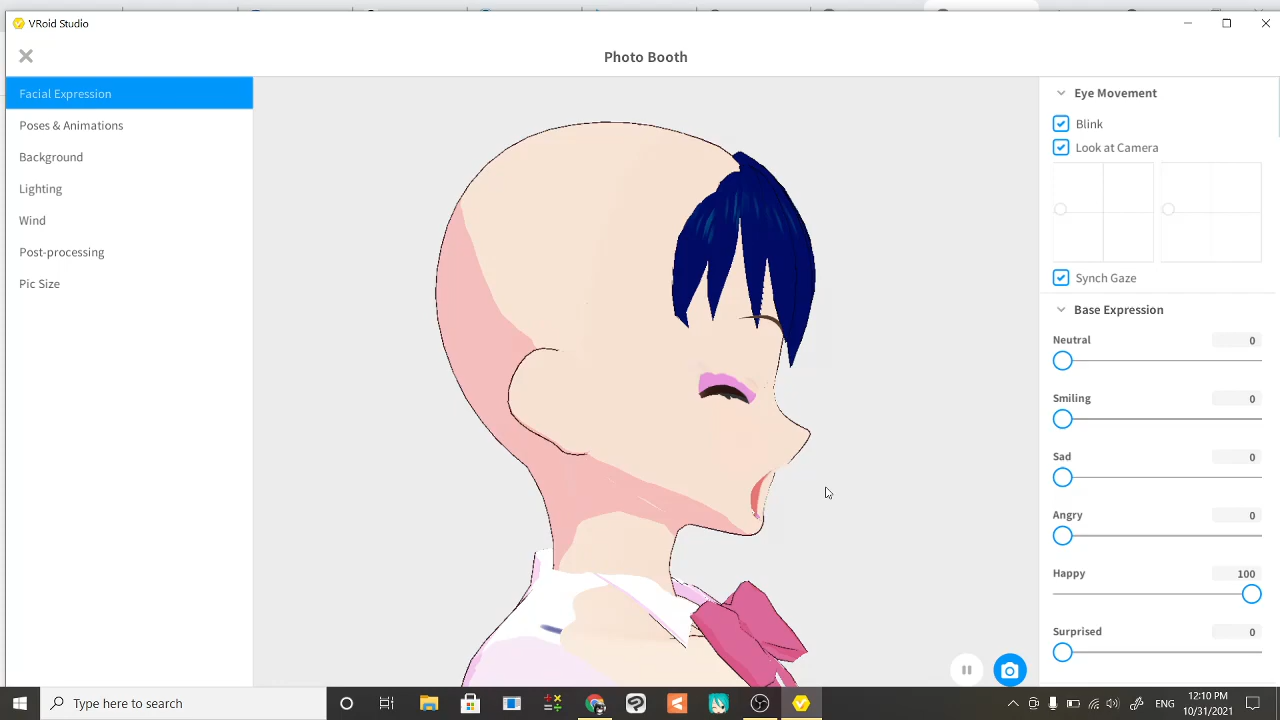 VRoid Studio
Photo Booth
Facial Expression
Poses & Animations
Background
Lighting
Wind
Post-processing
Pic Size
Eye Movement
Blink
Look at Camera
Synch Gaze
Base Expression
Neutral 0
Smiling 0
Sad 0
Angry 0
Happy 100
Surprised 0
Type here to search
ENG
12:10 PM
10/31/2021